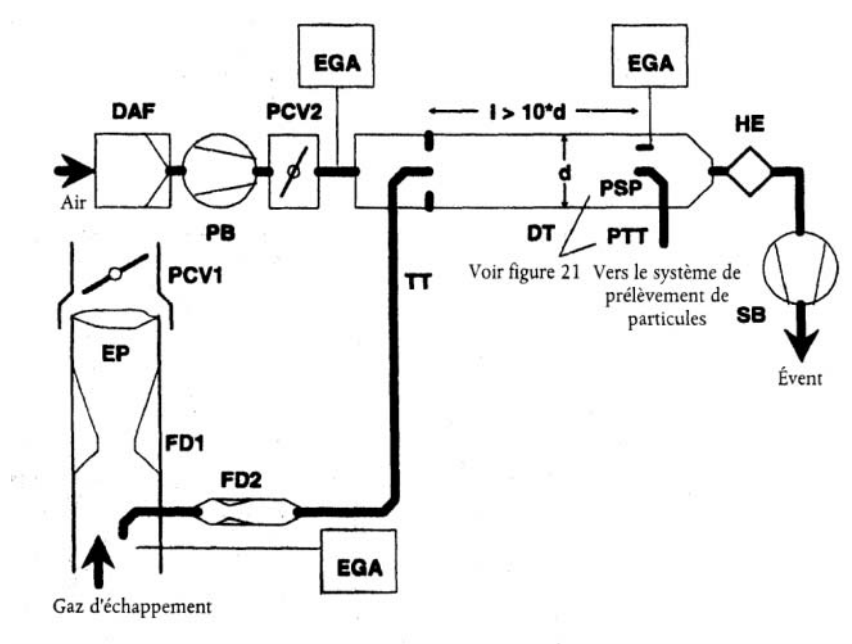 EGA
EGA
DAF
PCV2
l > 10*d
HE
d
Air
PSP
PB
DT
PTT
PCV1
TT
Voir figure 21
Vers le système de
prélèvement de
particules
SB
EP
Évent
FD1
FD2
EGA
Gaz d'échappement